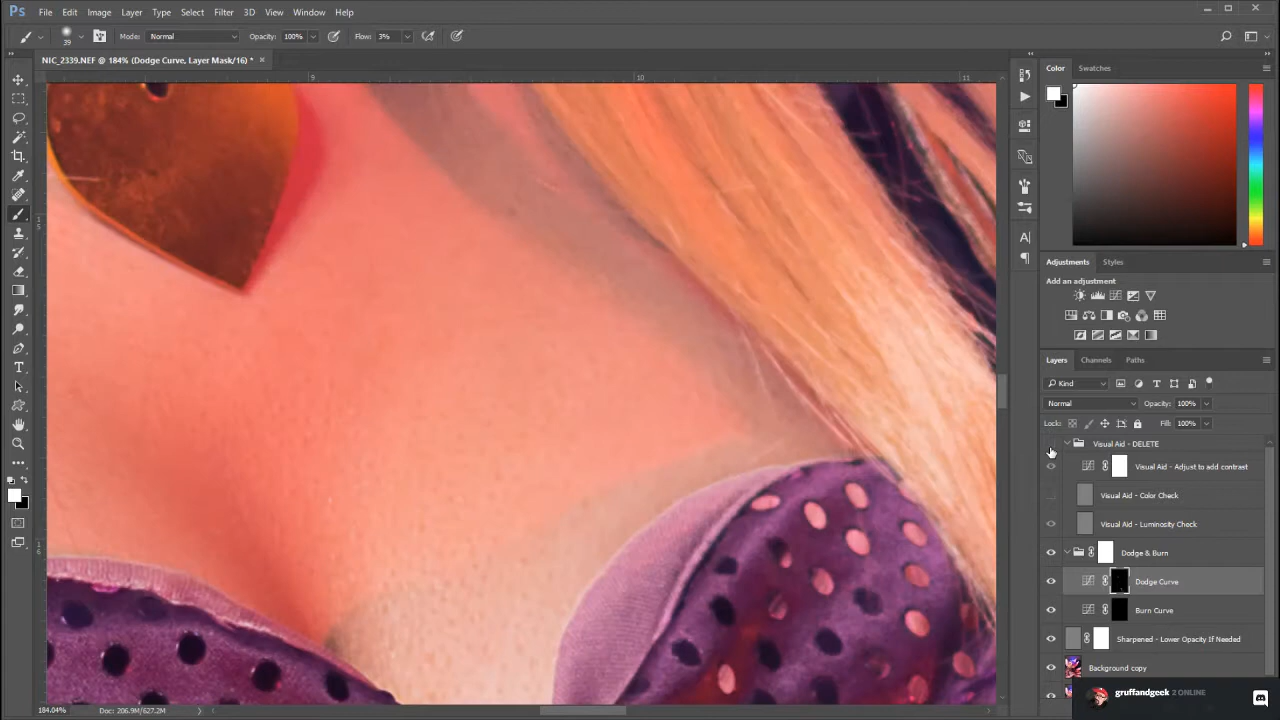 Ps File Edit Image Layer Type Select Filter 3D View Window Help
39 Mode: Normal Opacity: 100% Flow: 3%
NIC_2339.NEF @ 184% (Dodge Curve, Layer Mask/16) * ×
9 10 11
Color Swatches
Adjustments Styles
Add an adjustment
Layers Channels Paths
Kind
Normal Opacity: 100%
Lock: Fill: 100%
Visual Aid - DELETE
Visual Aid - Adjust to add contrast
Visual Aid - Color Check
Visual Aid - Luminosity Check
Dodge & Burn
Dodge Curve
Burn Curve
Sharpened - Lower Opacity If Needed
Background copy
gruffandgeek 2 ONLINE
184.04% Doc: 206.9M/627.2M